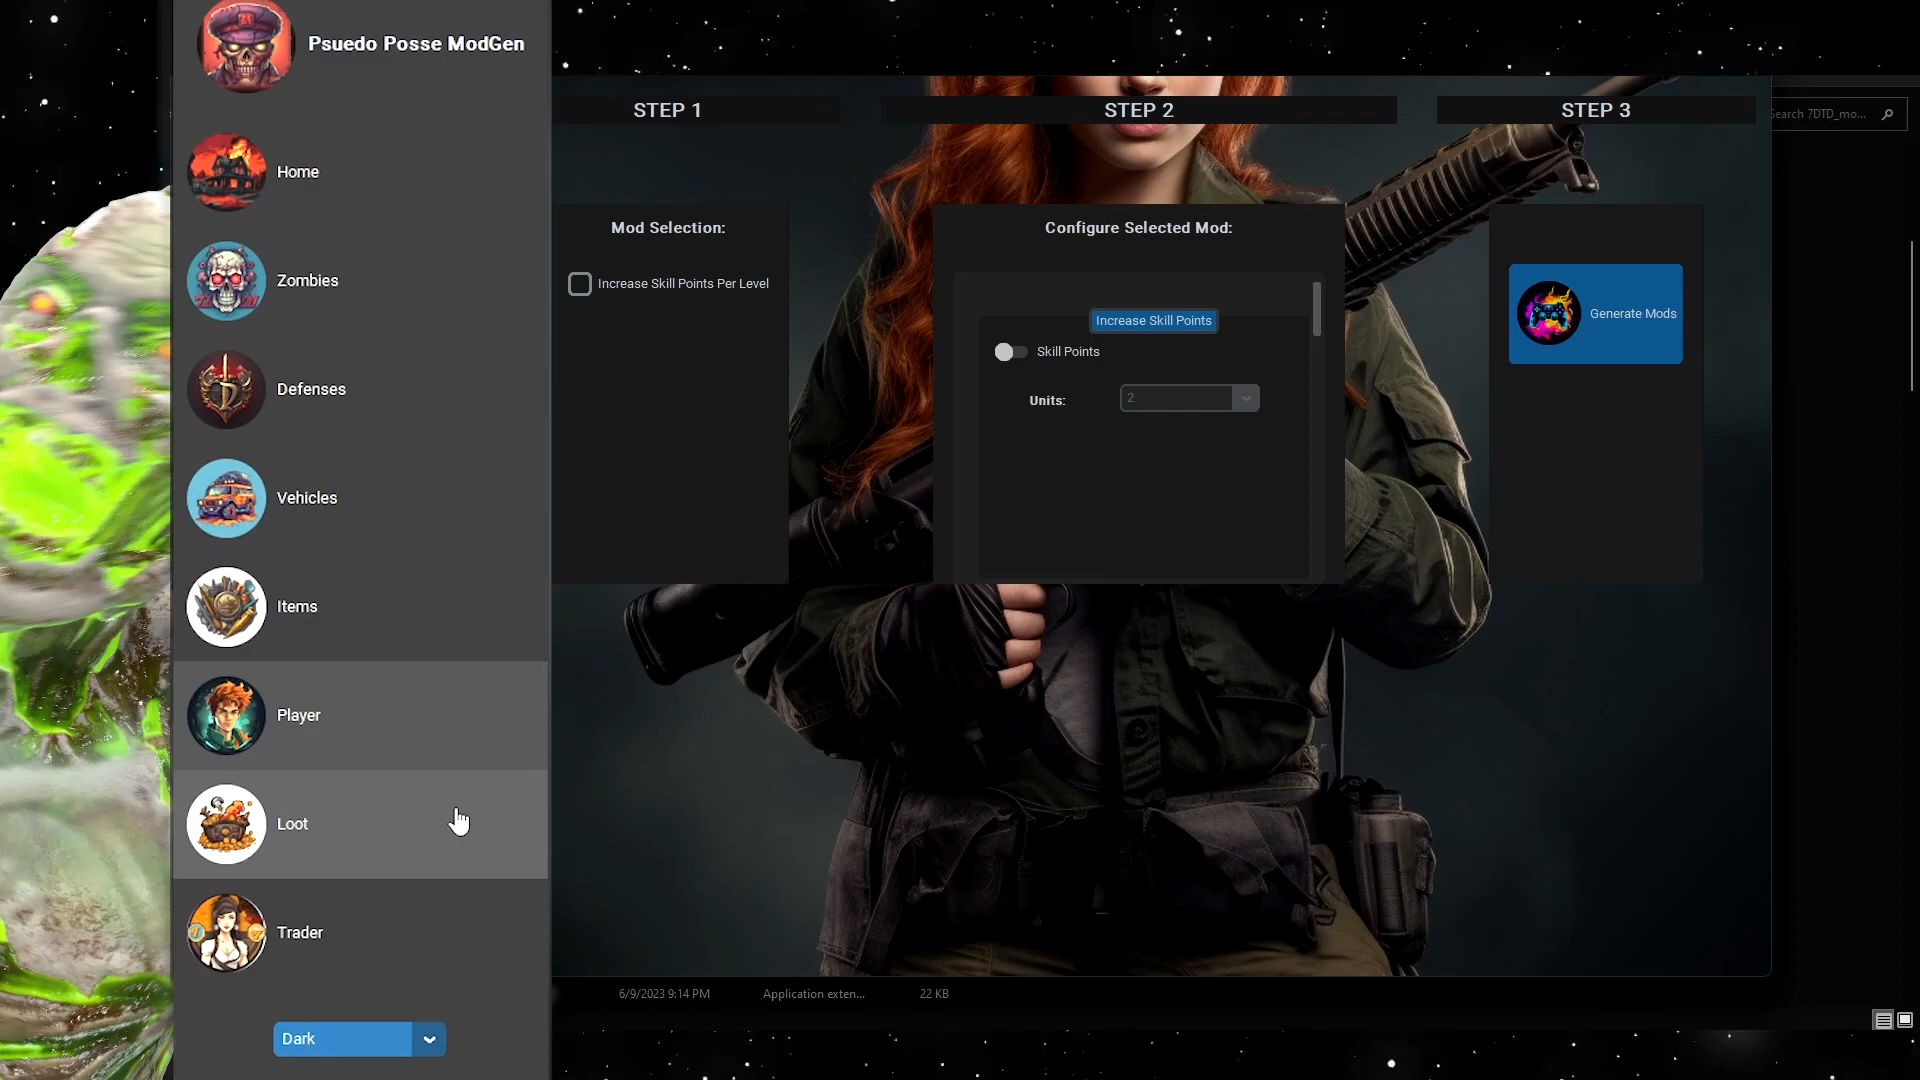 Psuedo Posse ModGen
Home
Zombies
Defenses
Vehicles
Items
Player
Loot
Trader
Dark
STEP 1
Mod Selection:
Increase Skill Points Per Level
STEP 2
Configure Selected Mod:
Increase Skill Points
Skill Points
Units:
2
STEP 3
Generate Mods
Search 7DTD_mo...
6/9/2023 9:14 PM
Application exten...
22 KB